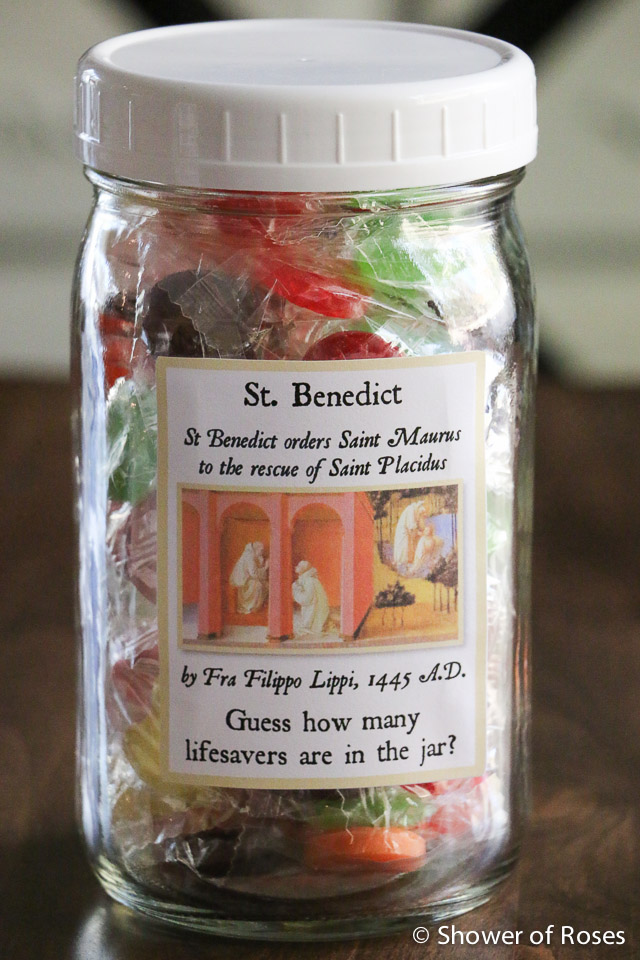 St. Benedict
St Benedict orders Saint Maurus
to the rescue of Saint Placidus
by Fra Filippo Lippi, 1445 A.D.
Guess how many
lifesavers are in the jar?
© Shower of Roses